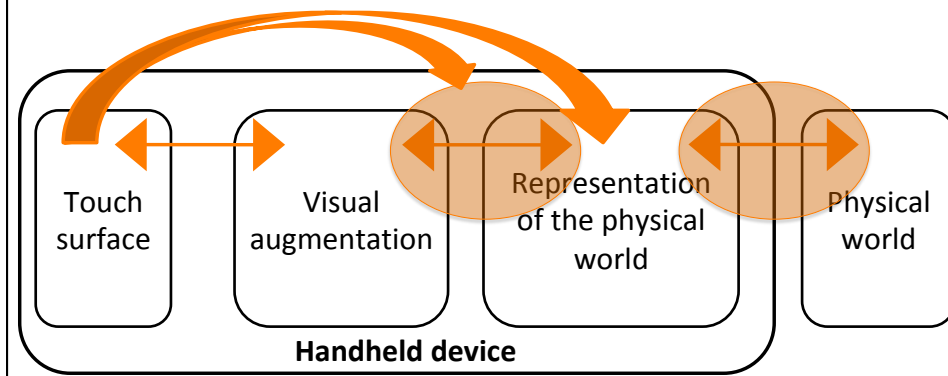 Touch
surface
Visual
augmentation
Representation
of the physical
world
Physical
world
Handheld device